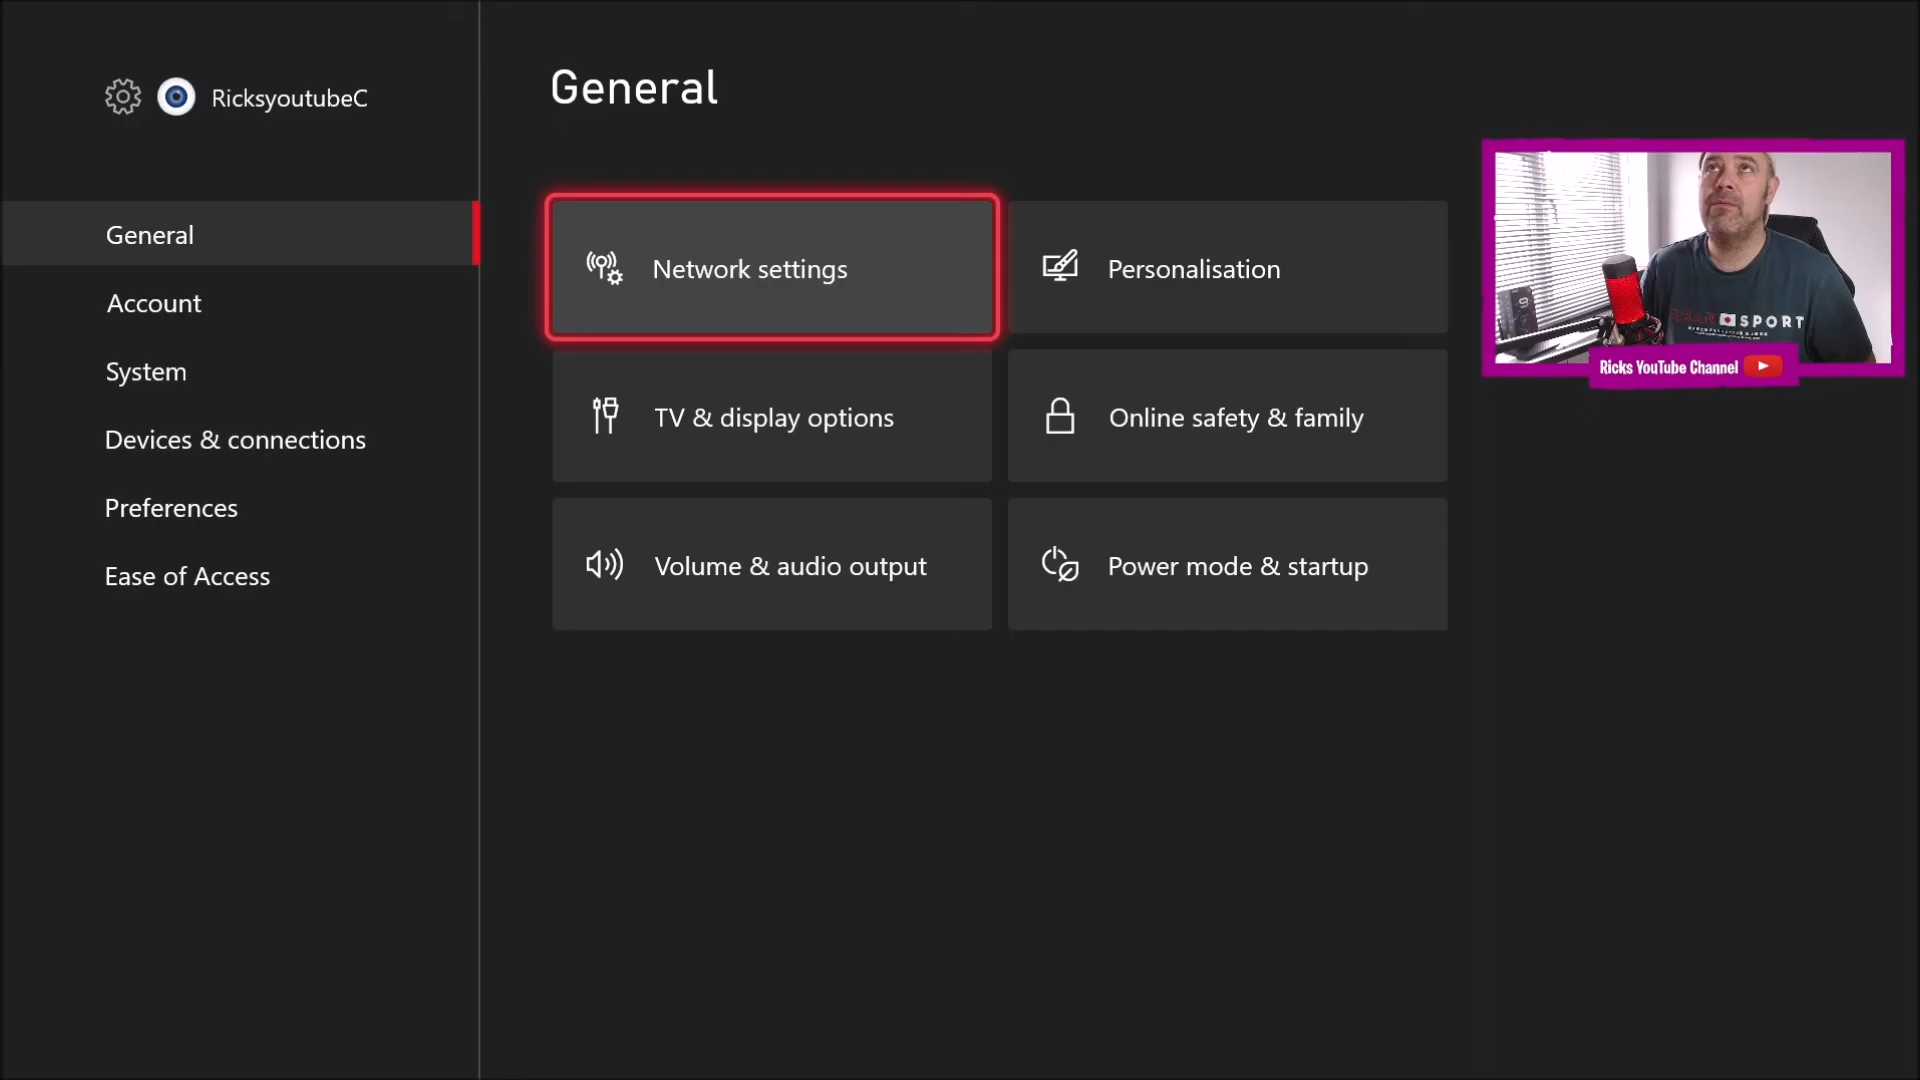 RicksyoutubeC
General
Account
System
Devices & connections
Preferences
Ease of Access
General
Network settings
Personalisation
TV & display options
Online safety & family
Volume & audio output
Power mode & startup
SPORT
Ricks YouTube Channel